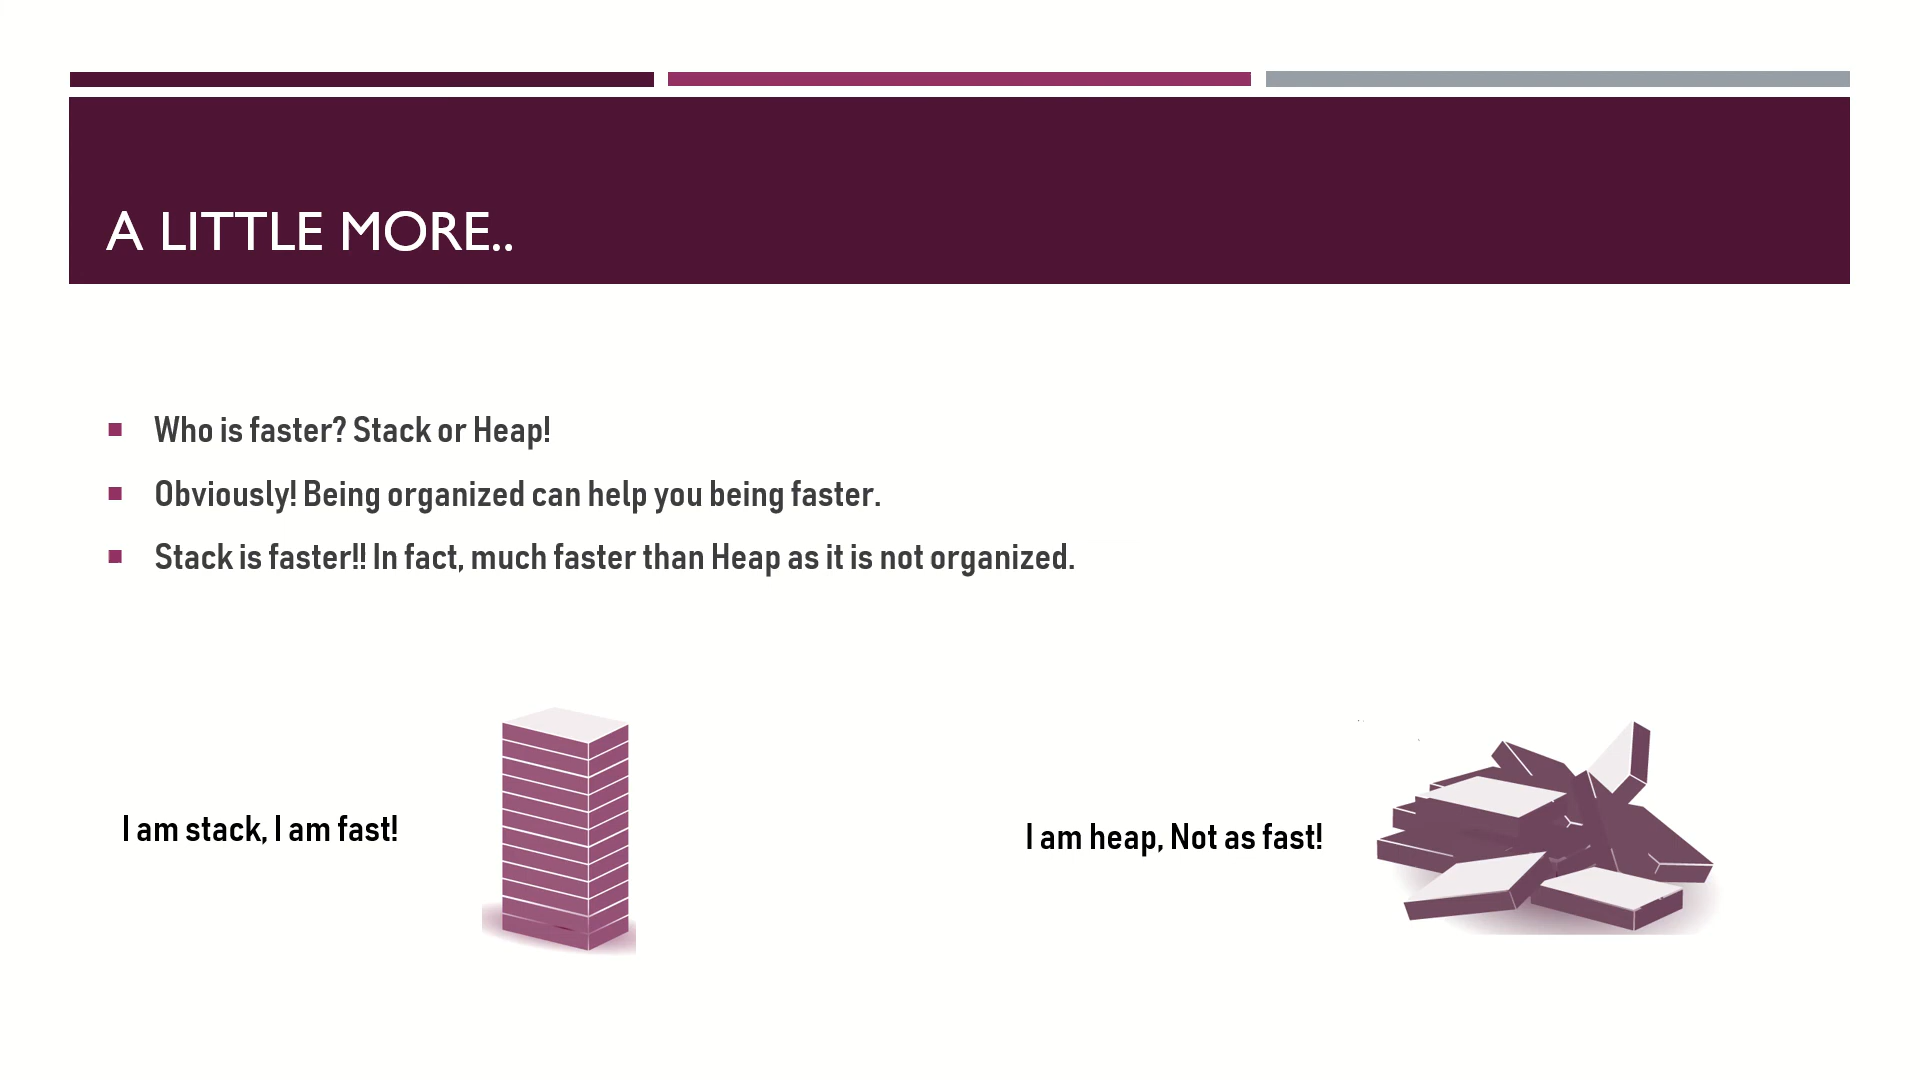 A LITTLE MORE..
Who is faster? Stack or Heap!
Obviously! Being organized can help you being faster.
Stack is faster!! In fact, much faster than Heap as it is not organized.
I am stack, I am fast!
I am heap, Not as fast!